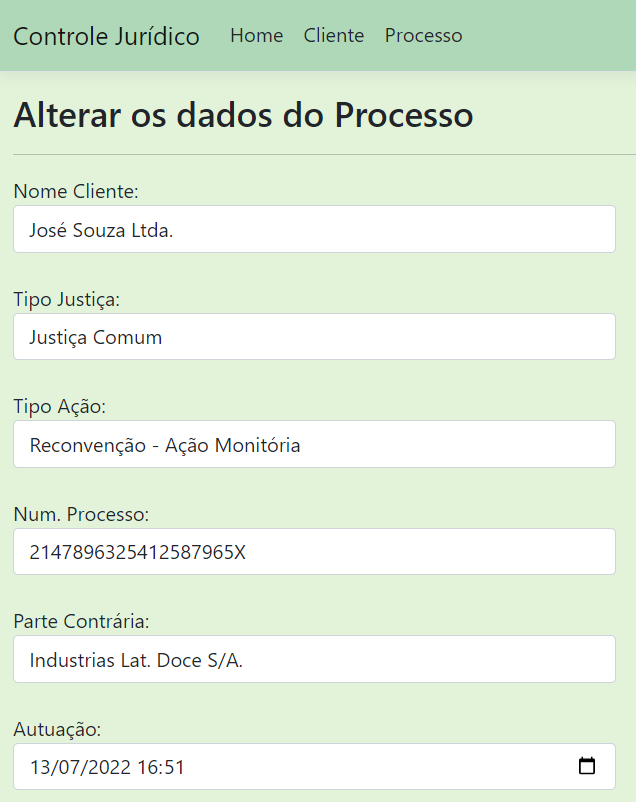 Controle Jurídico Home Cliente Processo
Alterar os dados do Processo
Nome Cliente:
José Souza Ltda.
Tipo Justiça:
Justiça Comum
Tipo Ação:
Reconvenção - Ação Monitória
Num. Processo:
2147896325412587965X
Parte Contrária:
Industrias Lat. Doce S/A.
Autuação:
13/07/2022 16:51